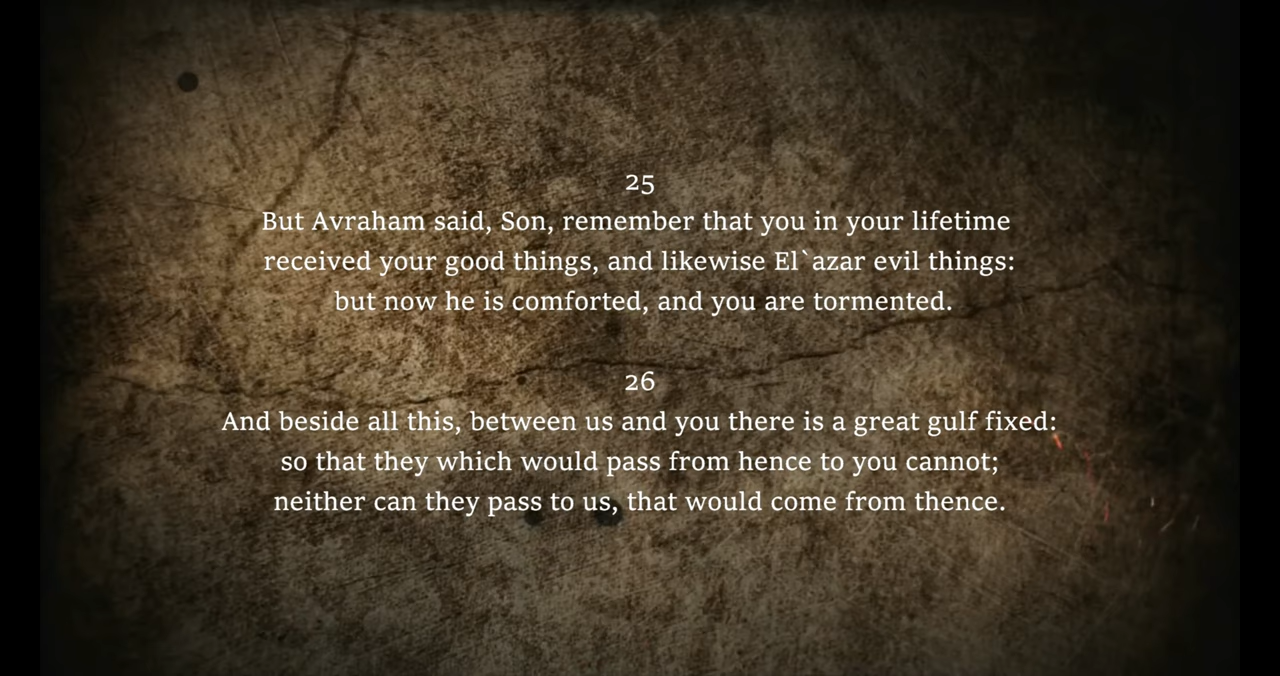 25
But Avraham said, Son, remember that you in your lifetime
received your good things, and likewise El`azar evil things:
but now he is comforted, and you are tormented.
26
And beside all this, between us and you there is a great gulf fixed:
so that they which would pass from hence to you cannot;
neither can they pass to us, that would come from thence.